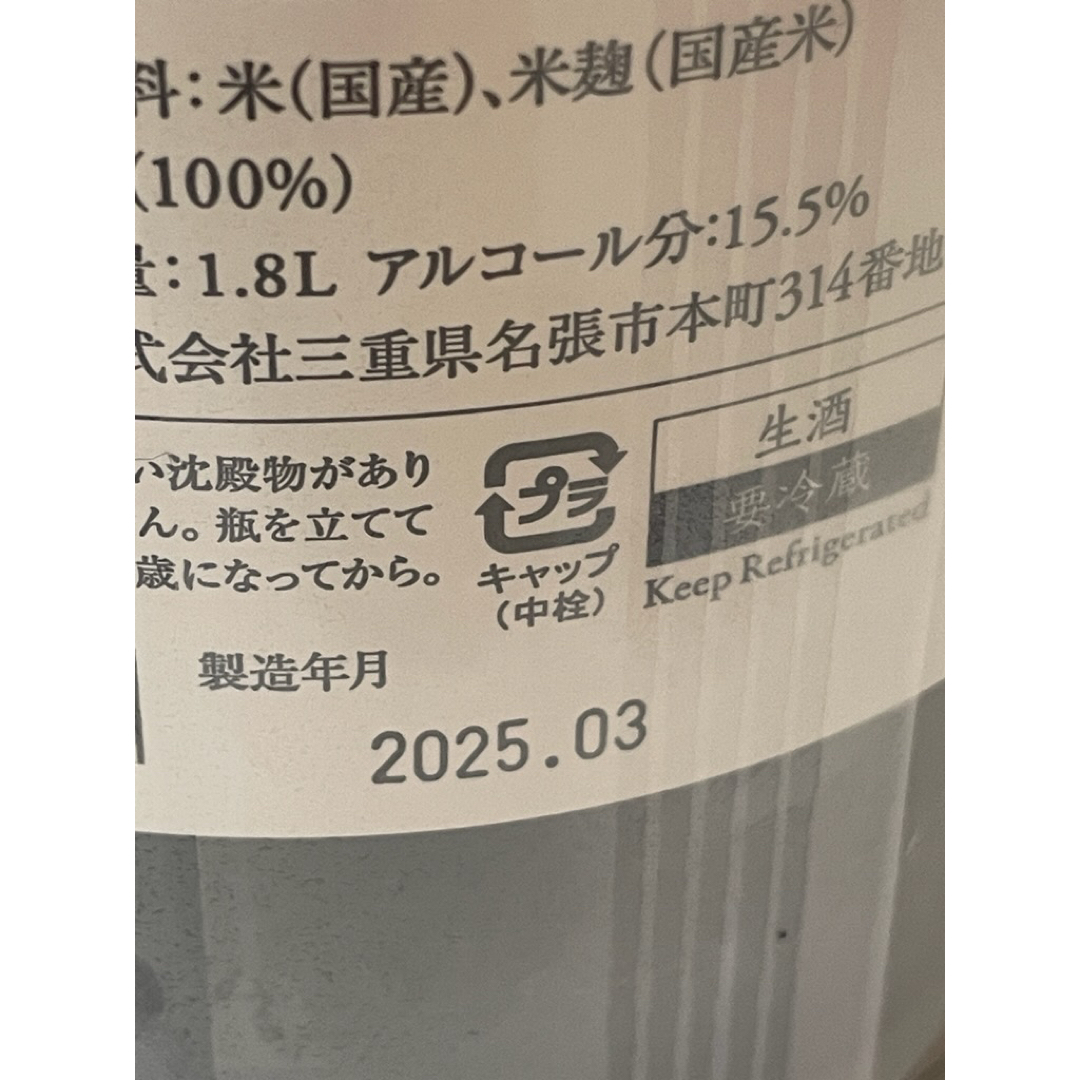 料：米（国産）、米麹（国産米）
（100％）
量：1.8L アルコール分：15.5％
式会社三重県名張市本町314番地
い沈殿物があり
ん。瓶を立てて
歳になってから。
プラ
キャップ
（中栓）
生酒
要冷蔵
Keep Refrigerated
製造年月
2025.03